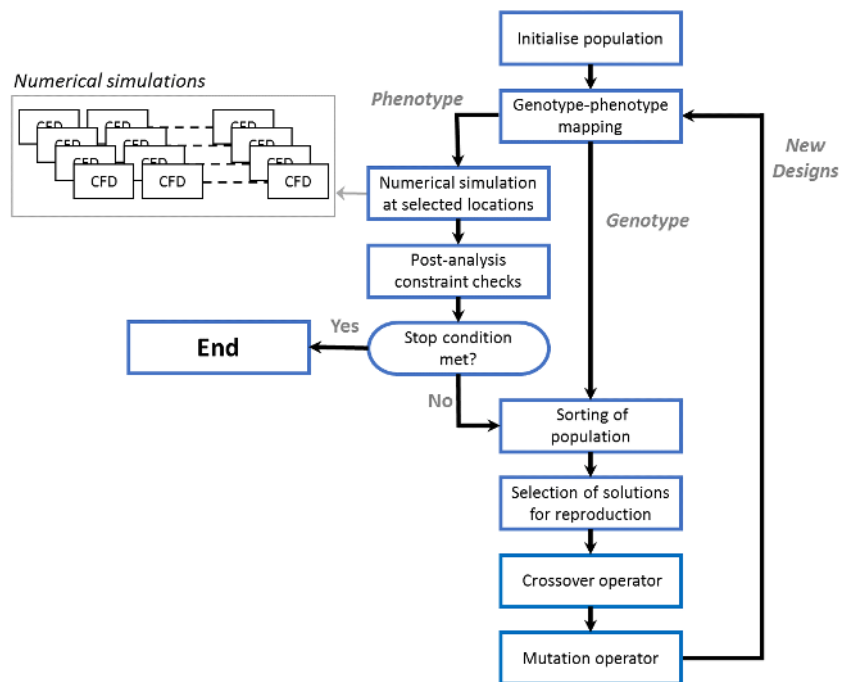 Initialise population
Numerical simulations
Phenotype
Genotype-phenotype
mapping
New
Designs
CFD
CFD
CFD
CFD
CFD
CFD
Numerical simulation
at selected locations
Genotype
Post-analysis
constraint checks
Yes
End
Stop condition
met?
No
Sorting of
population
Selection of solutions
for reproduction
Crossover operator
Mutation operator